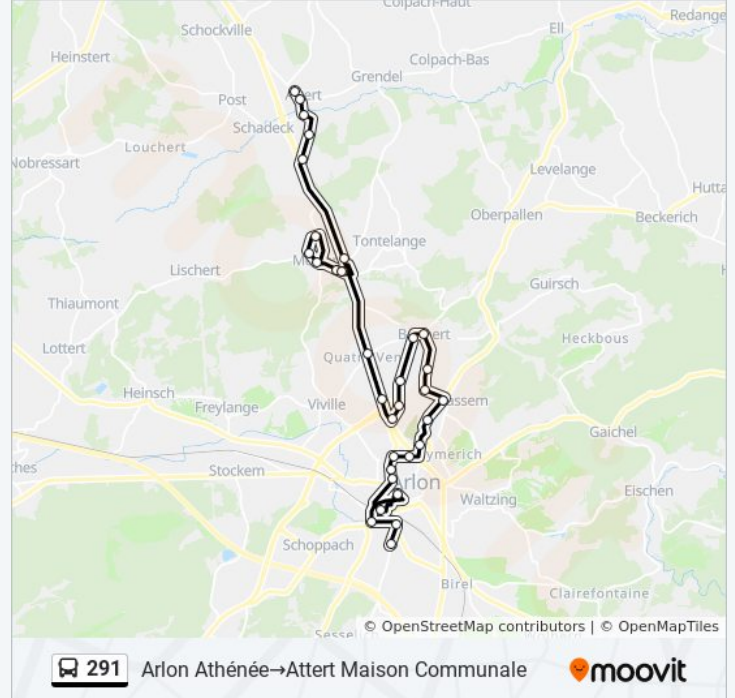 Colpach-Haut
Redange
Schockville
Ell
Heinstert
Colpach-Bas
Grendel
Post
Schadeck
Louchert
Nobressart
Levelange
Hutta
Oberpallen
Beckerich
Tontelange
Lischert
Guirsch
Thiaumont
Heckbous
Lottert
Heinsch
Viville
Freylange
Gaichel
Stockem
Arlon
Eischen
Waltzing
Schoppach
Birel
Clairefontaine
© OpenStreetMap contributors | © OpenMapTiles
291 Arlon Athénée→Attert Maison Communale
moovit